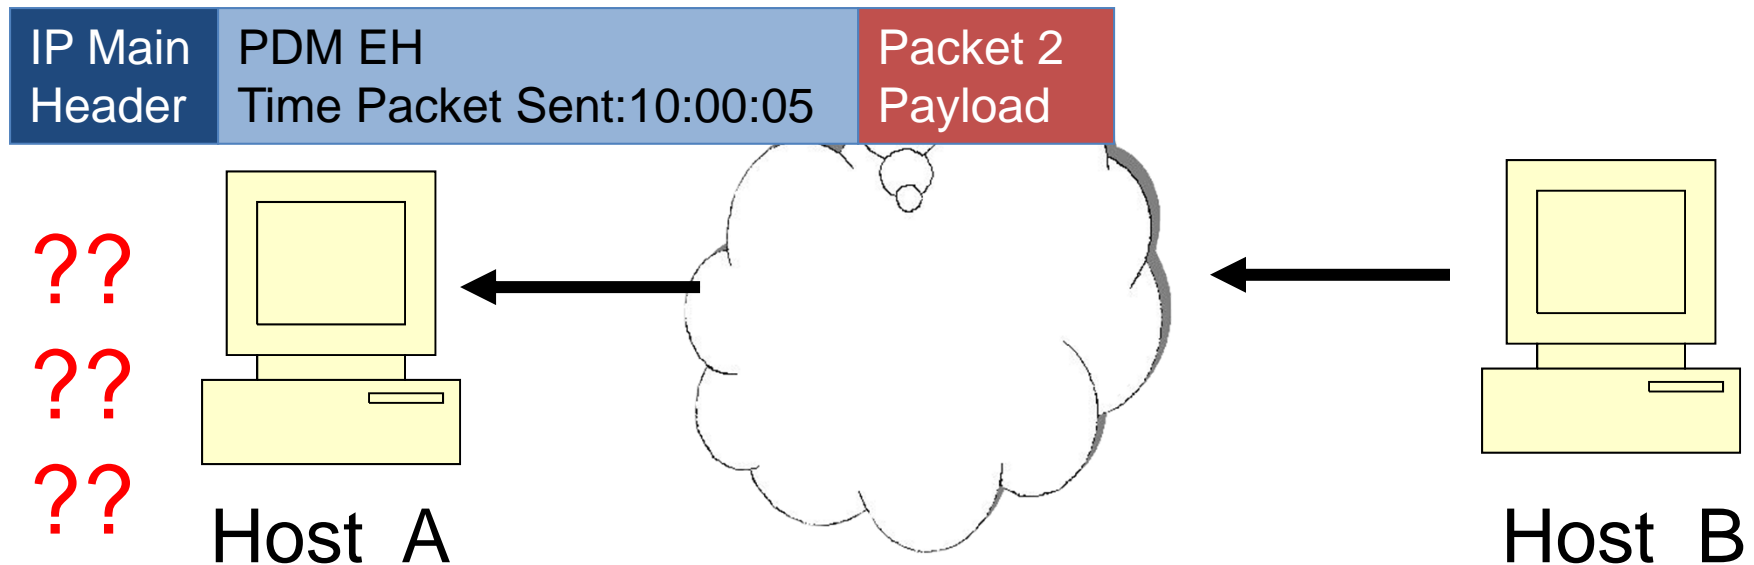 IP Main
Header
PDM EH
Time Packet Sent:10:00:05
Packet 2
Payload
??
??
??
Host A
Host B